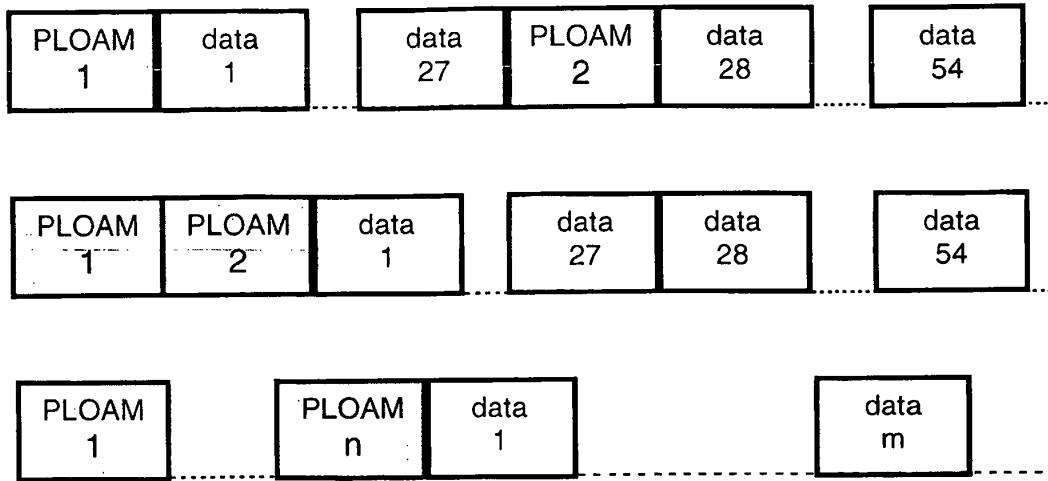 PLOAM data data PLOAM data data
1 1 27 2 28 54
PLOAM PLOAM data data data data
1 2 1 27 28 54
PLOAM PLOAM data data
1 n 1 m